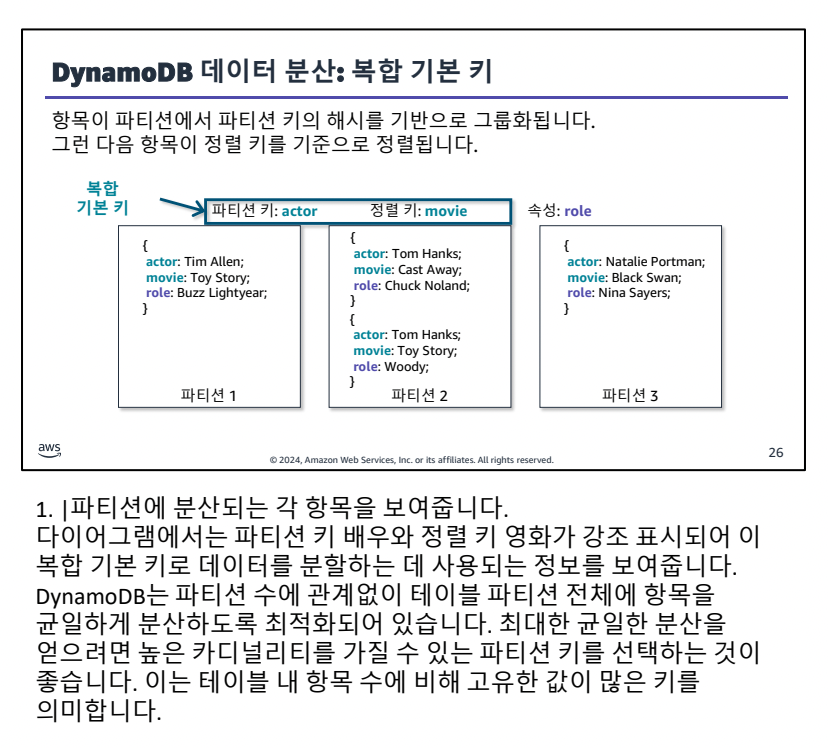 DynamoDB 데이터 분산: 복합 기본 키
항목이 파티션에서 파티션 키의 해시를 기반으로 그룹화됩니다.
그런 다음 항목이 정렬 키를 기준으로 정렬됩니다.
복합
기본 키
파티션 키: actor
정렬 키: movie
속성: role
{
actor: Tim Allen;
movie: Toy Story;
role: Buzz Lightyear;
}
파티션 1
{
actor: Tom Hanks;
movie: Cast Away;
role: Chuck Noland;
}
{
actor: Tom Hanks;
movie: Toy Story;
role: Woody;
}
파티션 2
{
actor: Natalie Portman;
movie: Black Swan;
role: Nina Sayers;
}
파티션 3
aws
© 2024, Amazon Web Services, Inc. or its affiliates. All rights reserved.
26
1. |파티션에 분산되는 각 항목을 보여줍니다.
다이어그램에서는 파티션 키 배우와 정렬 키 영화가 강조 표시되어 이
복합 기본 키로 데이터를 분할하는 데 사용되는 정보를 보여줍니다.
DynamoDB는 파티션 수에 관계없이 테이블 파티션 전체에 항목을
균일하게 분산하도록 최적화되어 있습니다. 최대한 균일한 분산을
얻으려면 높은 카디널리티를 가질 수 있는 파티션 키를 선택하는 것이
좋습니다. 이는 테이블 내 항목 수에 비해 고유한 값이 많은 키를
의미합니다.